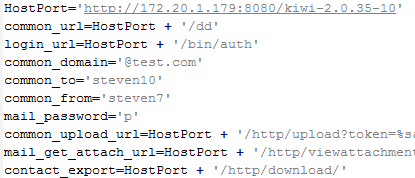 HostPort='http://172.20.1.179:8080/kiwi-2.0.35-10'
common_url=HostPort + '/dd'
login_url=HostPort + '/bin/auth'
common_domain='@test.com'
common_to='steven10'
common_from='steven7'
mail_password='p'
common_upload_url=HostPort + '/http/upload?token=%s
mail_get_attach_url=HostPort + '/http/viewattachment
contact_export=HostPort + '/http/download/'